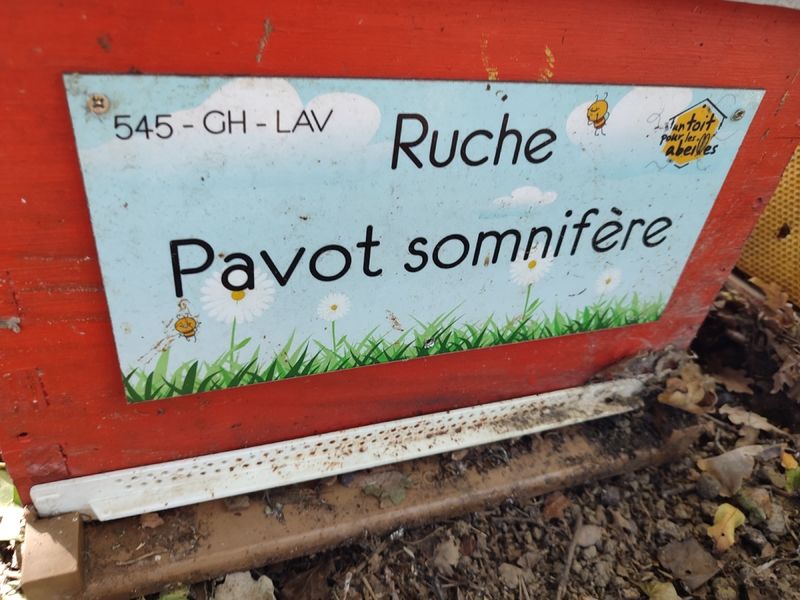 545 - GH - LAV
Ruche
Pavot somnifère
un toit
pour les
abeilles